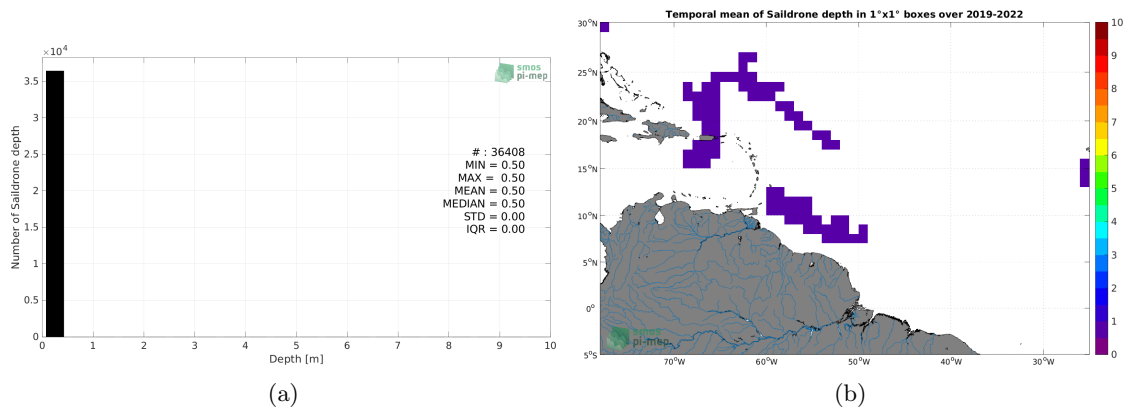 ×10⁴
3.5
3
2.5
2
1.5
1
0.5
0
Number of Saildrone depth
smos
pi-mep
# : 36408
MIN = 0.50
MAX = 0.50
MEAN = 0.50
MEDIAN = 0.50
STD = 0.00
IQR = 0.00
1 2 3 4 5 6 7 8 9 10
Depth [m]
(a)
Temporal mean of Saildrone depth in 1°x1° boxes over 2019-2022
30°N
25°N
20°N
15°N
10°N
5°N
0°
5°S
70°W 60°W 50°W 40°W 30°W
smos
pi-mep
10
9
8
7
6
5
4
3
2
1
0
(b)